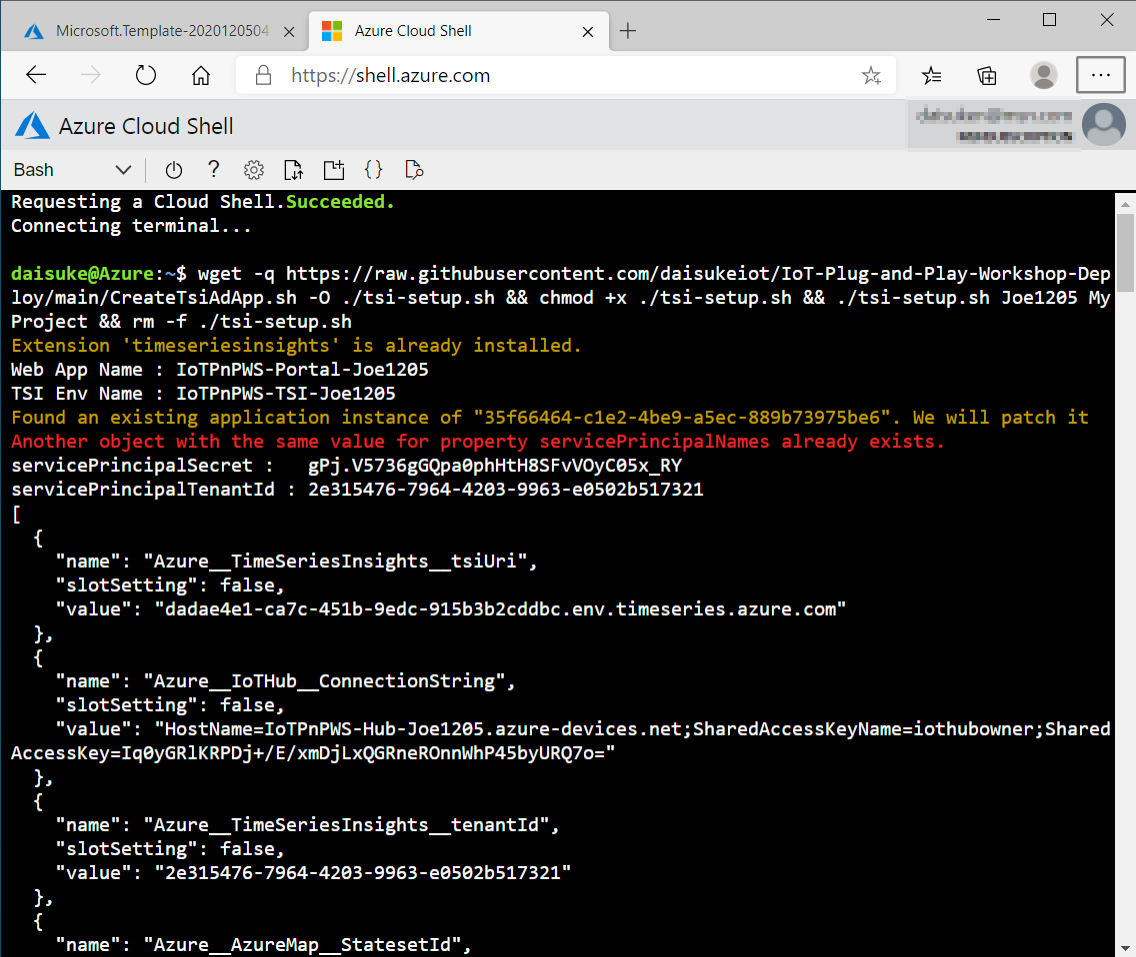 Microsoft.Template-2020120504
Azure Cloud Shell
https://shell.azure.com
Azure Cloud Shell
Bash
Requesting a Cloud Shell.Succeeded.
Connecting terminal...
daisuke@Azure:~$ wget -q https://raw.githubusercontent.com/daisukeiot/IoT-Plug-and-Play-Workshop-Dep
loy/main/CreateTsiAdApp.sh -O ./tsi-setup.sh && chmod +x ./tsi-setup.sh && ./tsi-setup.sh Joe1205 My
Project && rm -f ./tsi-setup.sh
Extension 'timeseriesinsights' is already installed.
Web App Name : IoTPnPWS-Portal-Joe1205
TSI Env Name : IoTPnPWS-TSI-Joe1205
Found an existing application instance of "35f66464-c1e2-4be9-a5ec-889b73975be6". We will patch it
Another object with the same value for property servicePrincipalNames already exists.
servicePrincipalSecret :   gPj.V5736gGQpa0phHtH8SFvVOyC05x_RY
servicePrincipalTenantId : 2e315476-7964-4203-9963-e0502b517321
[
  {
    "name": "Azure__TimeSeriesInsights__tsiUri",
    "slotSetting": false,
    "value": "dadae4e1-ca7c-451b-9edc-915b3b2cddbc.env.timeseries.azure.com"
  },
  {
    "name": "Azure__IoTHub__ConnectionString",
    "slotSetting": false,
    "value": "HostName=IoTPnPWS-Hub-Joe1205.azure-devices.net;SharedAccessKeyName=iothubowner;Shared
AccessKey=Iq0yGRlKRPDj+/E/xmDjLxQGRneROnnWhP45byURQ7o="
  },
  {
    "name": "Azure__TimeSeriesInsights__tenantId",
    "slotSetting": false,
    "value": "2e315476-7964-4203-9963-e0502b517321"
  },
  {
    "name": "Azure__AzureMap__StatesetId",